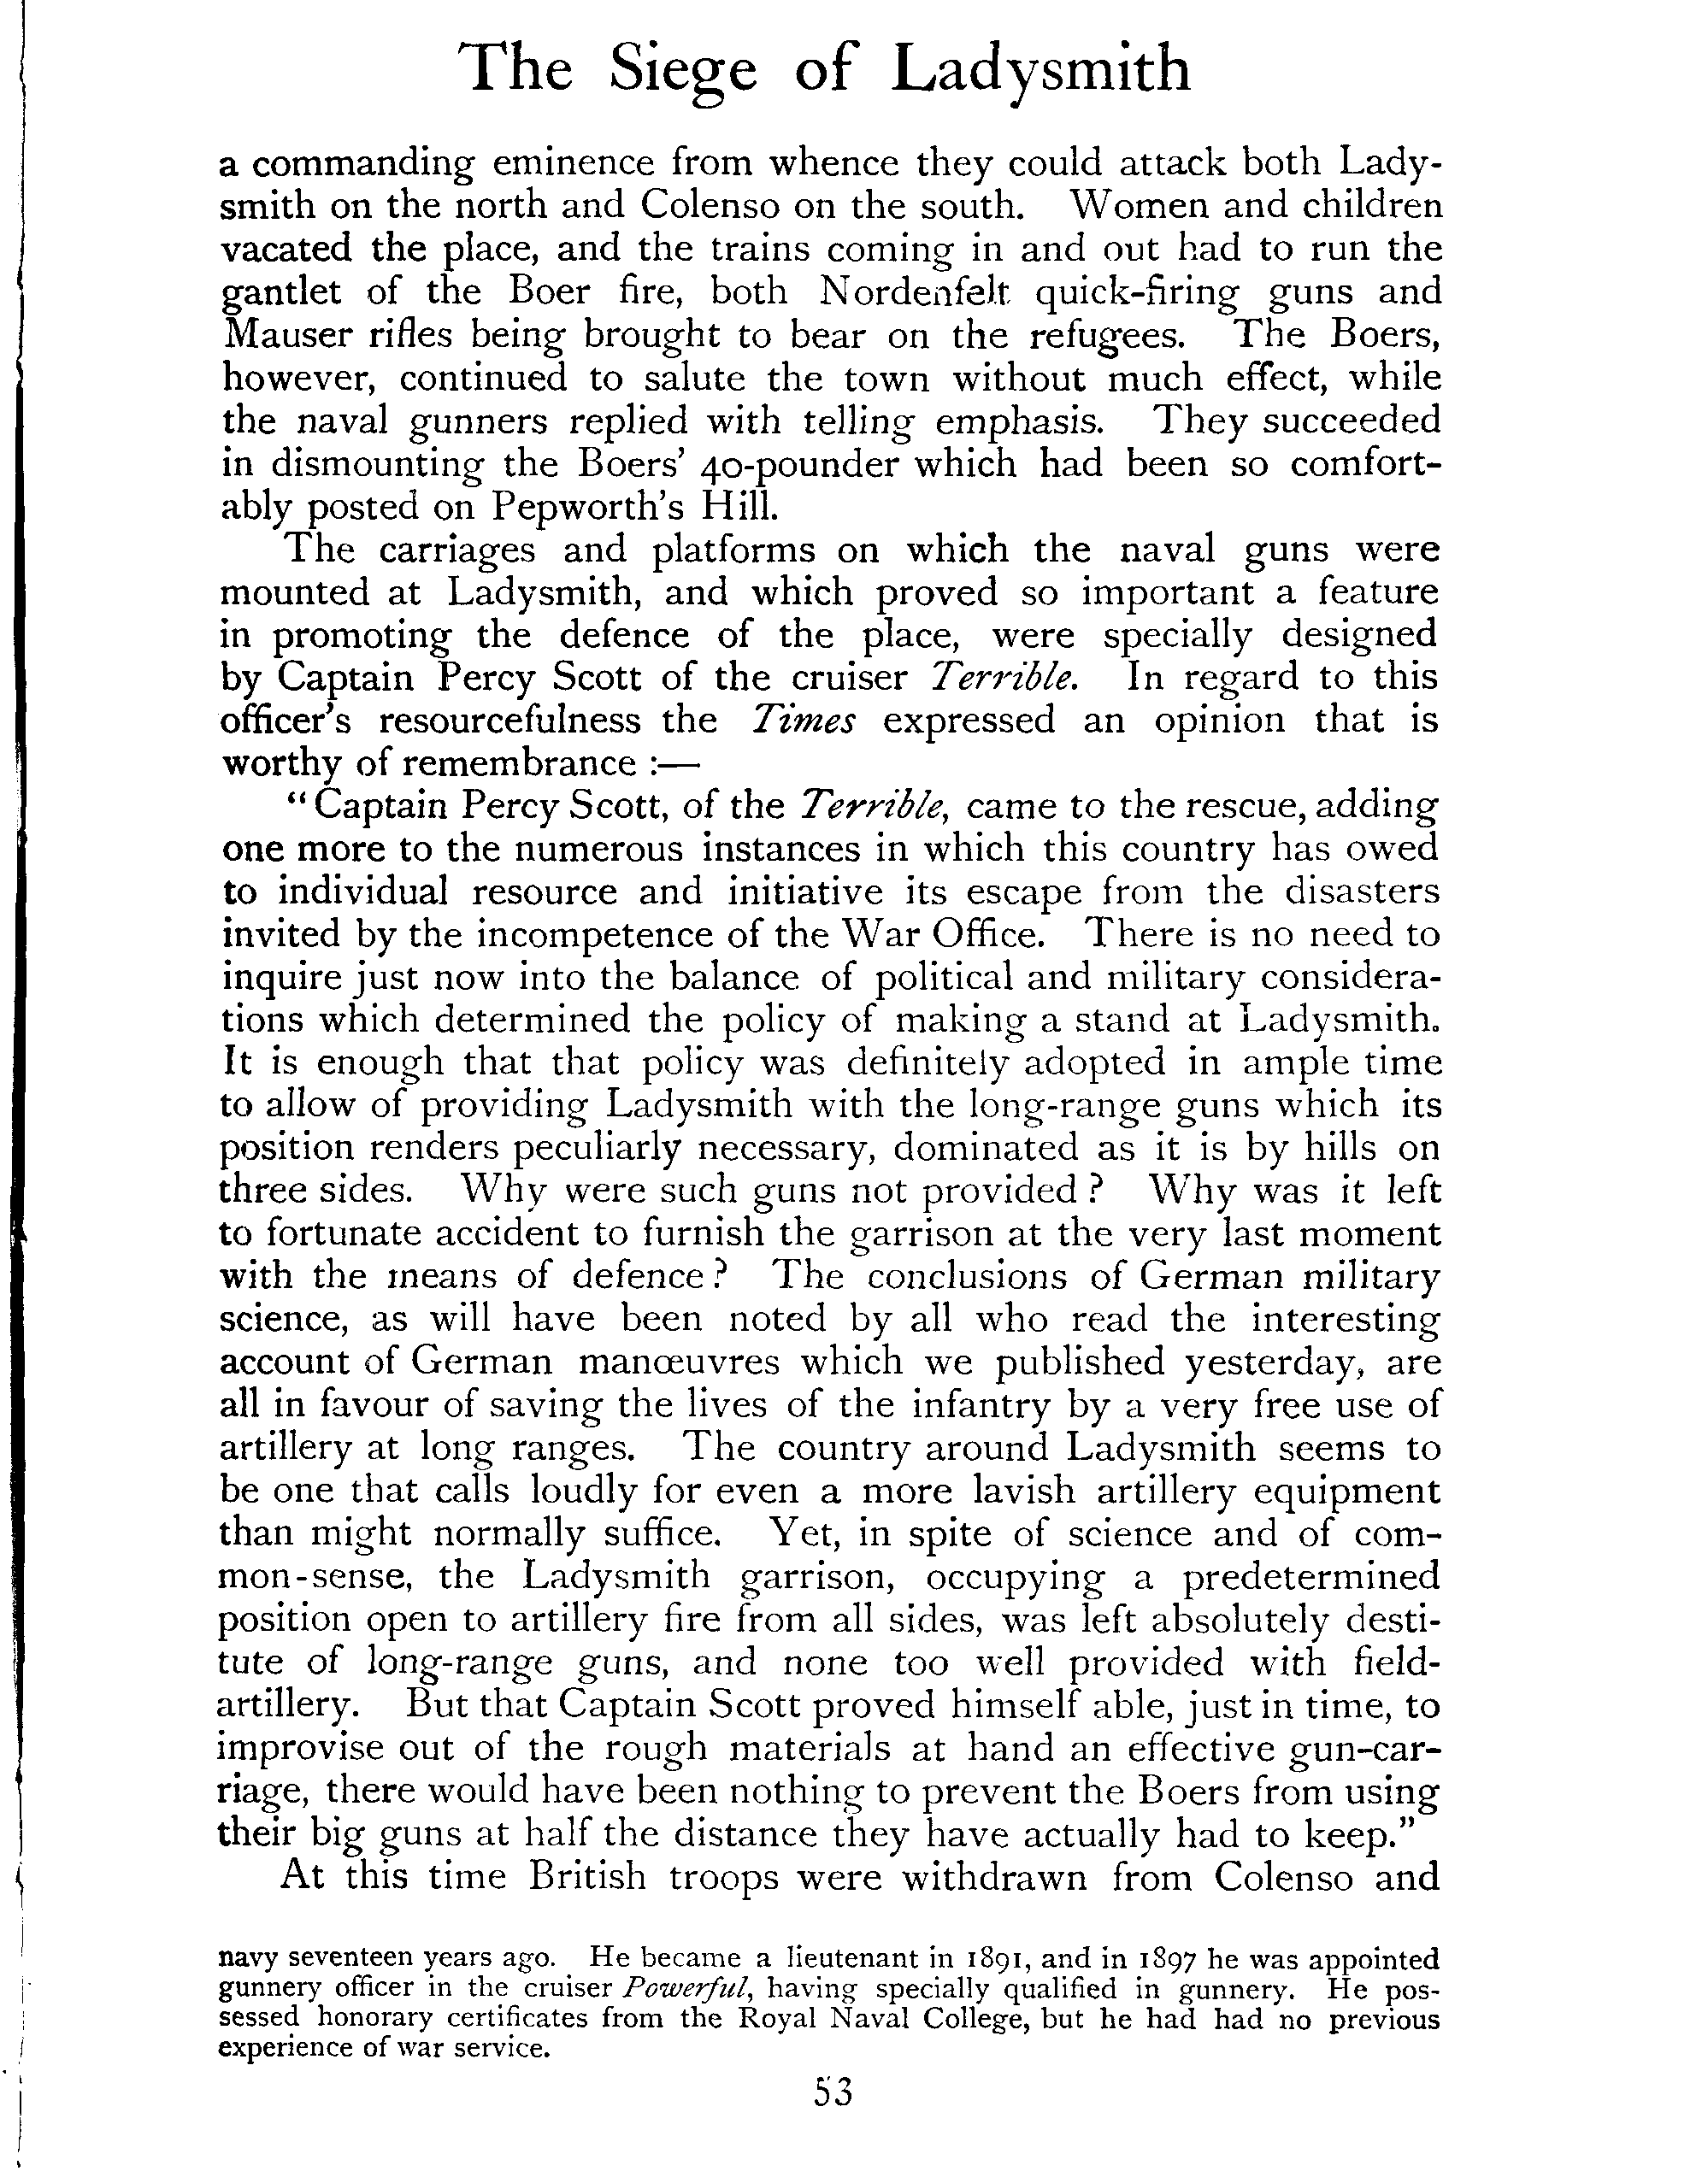 The Siege of Ladysmith
a commanding eminence from whence they could attack both Lady-
smith on the north and Colenso on the south. Women and children
vacated the place, and the trains coming in and out had to run the
gantlet of the Boer fire, both Nordenfelt quick-firing guns and
Mauser rifles being brought to bear on the refugees. The Boers,
however, continued to salute the town without much effect, while
the naval gunners replied with telling emphasis. They succeeded
in dismounting the Boers' 40-pounder which had been so comfort-
ably posted on Pepworth's Hill.
The carriages and platforms on which the naval guns were
mounted at Ladysmith, and which proved so important a feature
in promoting the defence of the place, were specially designed
by Captain Percy Scott of the cruiser Terrible. In regard to this
officer's resourcefulness the Times expressed an opinion that is
worthy of remembrance :—
"Captain Percy Scott, of the Terrible, came to the rescue, adding
one more to the numerous instances in which this country has owed
to individual resource and initiative its escape from the disasters
invited by the incompetence of the War Office. There is no need to
inquire just now into the balance of political and military considera-
tions which determined the policy of making a stand at Ladysmith.
It is enough that that policy was definitely adopted in ample time
to allow of providing Ladysmith with the long-range guns which its
position renders peculiarly necessary, dominated as it is by hills on
three sides. Why were such guns not provided ? Why was it left
to fortunate accident to furnish the garrison at the very last moment
with the means of defence? The conclusions of German military
science, as will have been noted by all who read the interesting
account of German manœuvres which we published yesterday, are
all in favour of saving the lives of the infantry by a very free use of
artillery at long ranges. The country around Ladysmith seems to
be one that calls loudly for even a more lavish artillery equipment
than might normally suffice. Yet, in spite of science and of com-
mon-sense, the Ladysmith garrison, occupying a predetermined
position open to artillery fire from all sides, was left absolutely desti-
tute of long-range guns, and none too well provided with field-
artillery. But that Captain Scott proved himself able, just in time, to
improvise out of the rough materials at hand an effective gun-car-
riage, there would have been nothing to prevent the Boers from using
their big guns at half the distance they have actually had to keep."
At this time British troops were withdrawn from Colenso and
navy seventeen years ago. He became a lieutenant in 1891, and in 1897 he was appointed
gunnery officer in the cruiser Powerful, having specially qualified in gunnery. He pos-
sessed honorary certificates from the Royal Naval College, but he had had no previous
experience of war service.
53